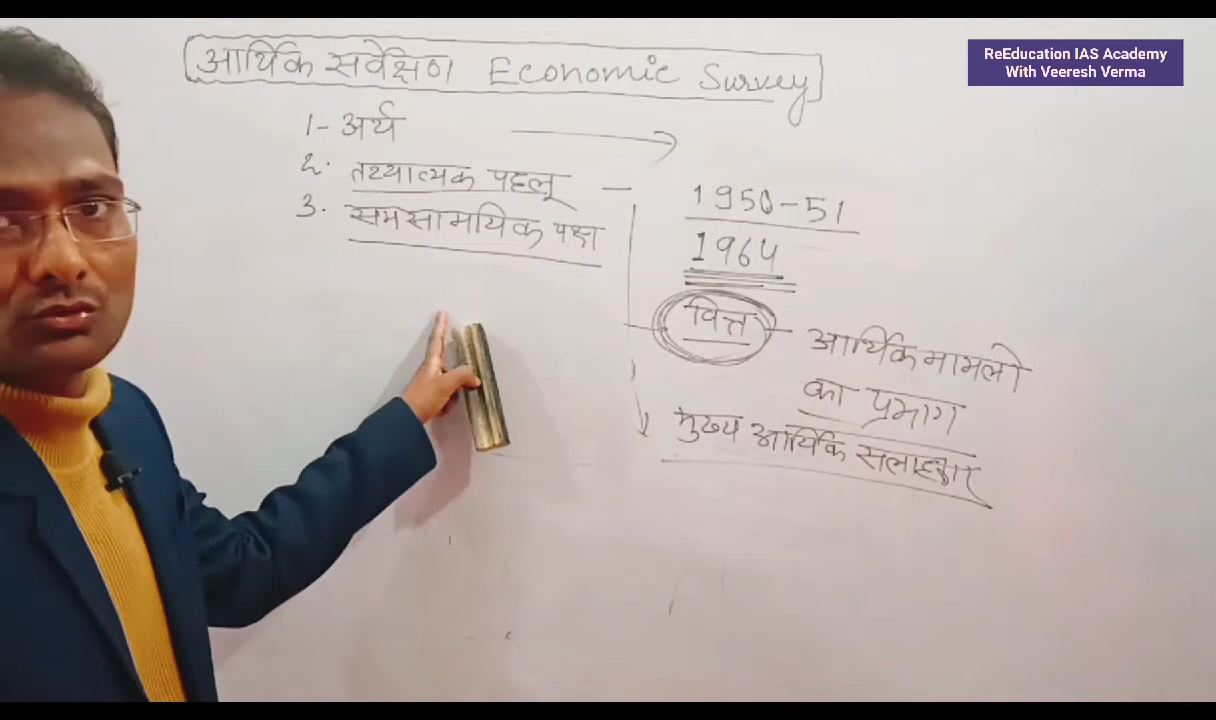 आर्थिक सर्वेक्षण Economic Survey
ReEducation IAS Academy
With Veeresh Verma
1- अर्थ
2. तथ्यात्मक पहलू - 1950-51
3. समसामयिक पक्ष
1964
वित्त - आर्थिक मामलो
का प्रभाग
मुख्य आर्थिक सलाहकार